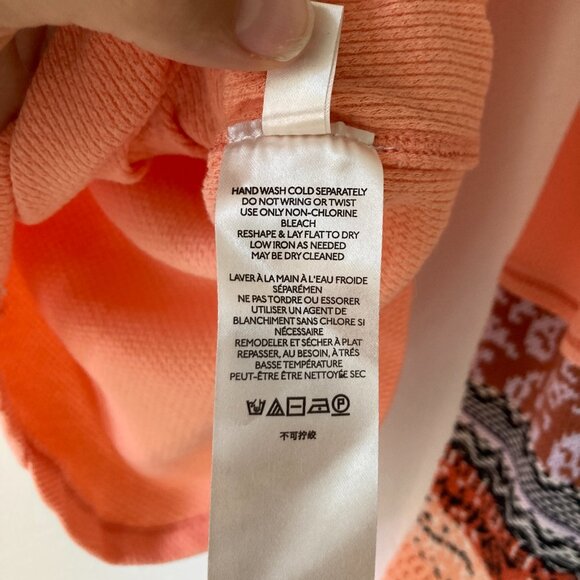 HAND WASH COLD SEPARATELY
DO NOT WRING OR TWIST
USE ONLY NON-CHLORINE
BLEACH
RESHAPE & LAY FLAT TO DRY
LOW IRON AS NEEDED
MAY BE DRY CLEANED
LAVER À LA MAIN À L'EAU FROIDE
SÉPARÉMEN
NE PAS TORDRE OU ESSORER
UTILISER UN AGENT DE
BLANCHIMENT SANS CHLORE SI
NÉCESSAIRE
REMODELER ET SÉCHER À PLAT
REPASSER, AU BESOIN, À TRÉS
BASSE TEMPÉRATURE
PEUT-ÊTRE ÊTRE NETTOYÉE SEC
不可拧绞